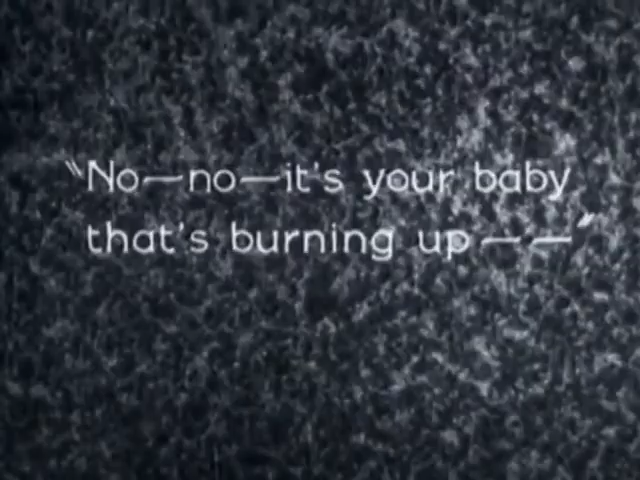 "No—no—it's your baby
that's burning up — —"